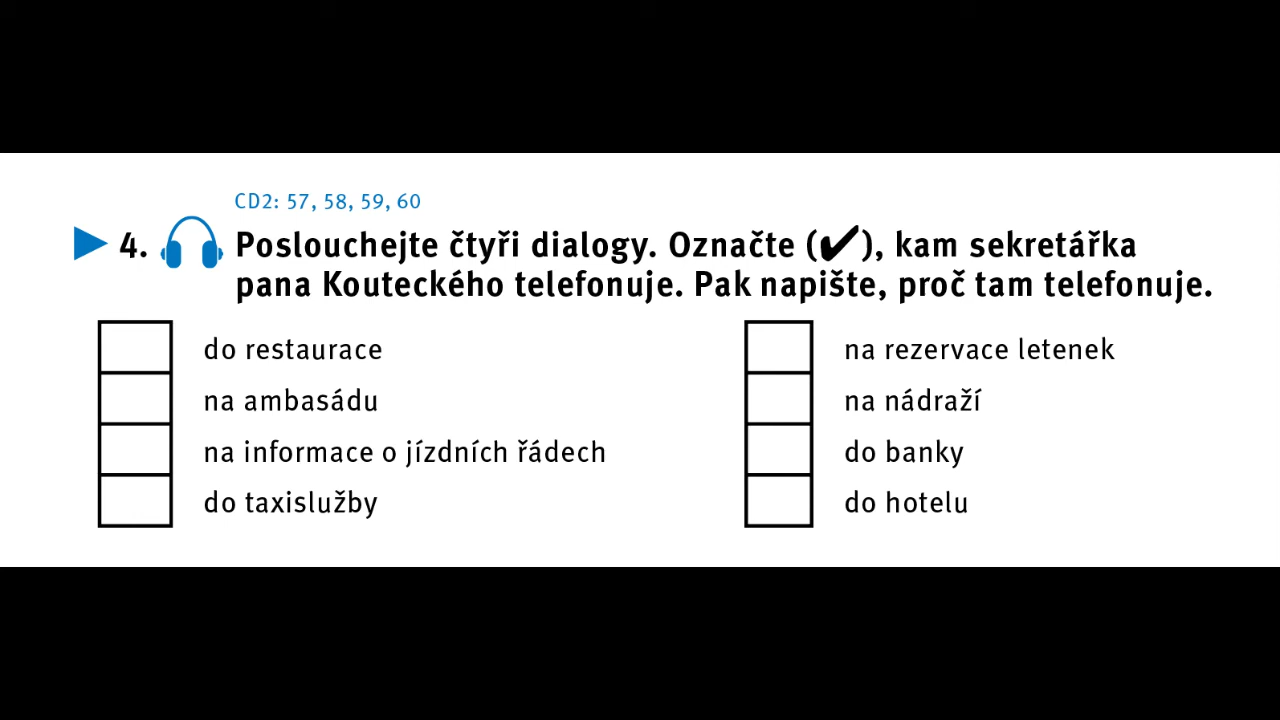 CD2: 57, 58, 59, 60
4. Poslouchejte čtyři dialogy. Označte (✔), kam sekretářka
pana Kouteckého telefonuje. Pak napište, proč tam telefonuje.
do restaurace
na ambasádu
na informace o jízdních řádech
do taxislužby
na rezervace letenek
na nádraží
do banky
do hotelu